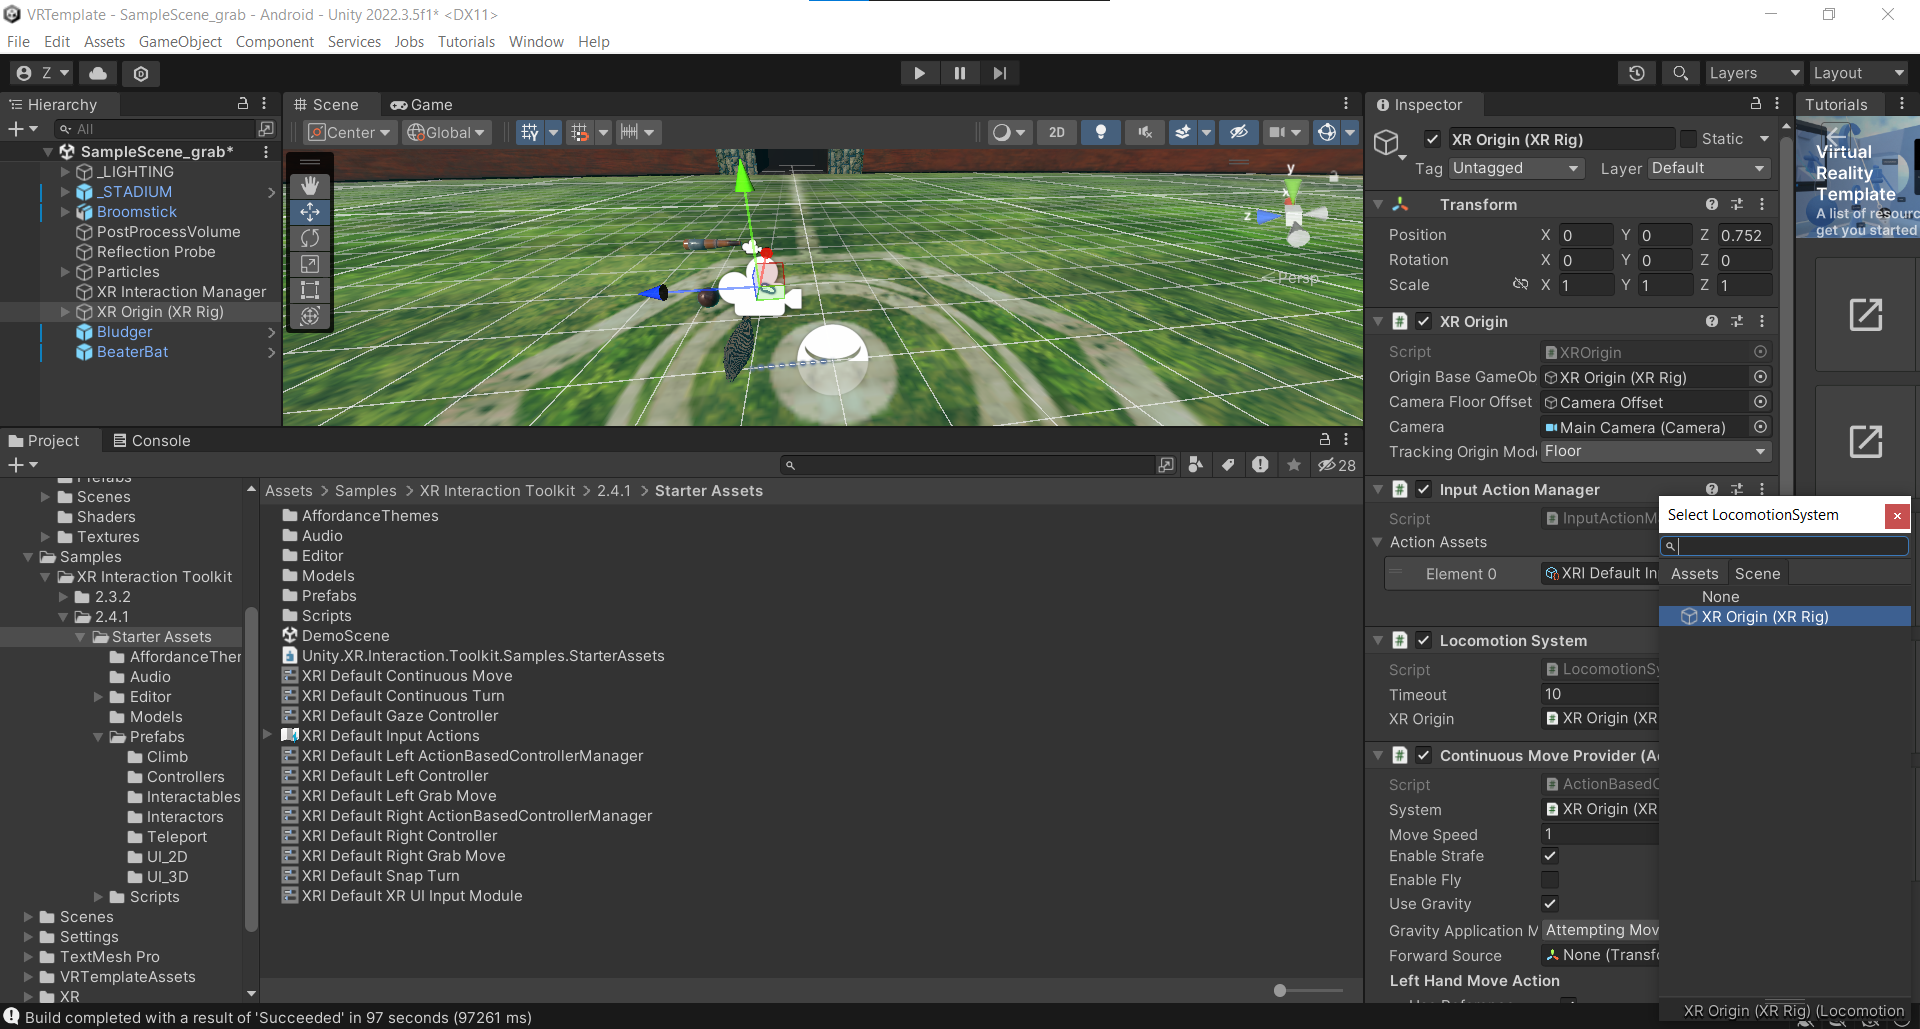 VRTemplate - SampleScene_grab - Android - Unity 2022.3.5f1* <DX11>
File Edit Assets GameObject Component Services Jobs Tutorials Window Help
Z Layers Layout
Hierarchy
All
SampleScene_grab*
_LIGHTING
_STADIUM
Broomstick
PostProcessVolume
Reflection Probe
Particles
XR Interaction Manager
XR Origin (XR Rig)
Bludger
BeaterBat
Scene Game
Center Global 2D
y
x
z
Persp
Inspector
XR Origin (XR Rig) Static
Tag Untagged Layer Default
Transform
Position X 0 Y 0 Z 0.752
Rotation X 0 Y 0 Z 0
Scale X 1 Y 1 Z 1
XR Origin
Script XROrigin
Origin Base GameOb XR Origin (XR Rig)
Camera Floor Offset Camera Offset
Camera Main Camera (Camera)
Tracking Origin Mod Floor
Input Action Manager
Script InputActionM
Action Assets
Element 0 XRI Default In
Locomotion System
Script LocomotionSy
Timeout 10
XR Origin XR Origin (XR
Continuous Move Provider (A
Script ActionBasedC
System XR Origin (XR
Move Speed 1
Enable Strafe
Enable Fly
Use Gravity
Gravity Application M Attempting Mov
Forward Source None (Transfo
Left Hand Move Action
Tutorials
Virtual
Reality
Template
A list of resourc
get you started
Select LocomotionSystem
Assets Scene
None
XR Origin (XR Rig)
XR Origin (XR Rig) (Locomotion
Project Console
28
Prefabs
Scenes
Shaders
Textures
Samples
XR Interaction Toolkit
2.3.2
2.4.1
Starter Assets
AffordanceTher
Audio
Editor
Models
Prefabs
Climb
Controllers
Interactables
Interactors
Teleport
UI_2D
UI_3D
Scripts
Scenes
Settings
TextMesh Pro
VRTemplateAssets
XR
Assets > Samples > XR Interaction Toolkit > 2.4.1 > Starter Assets
AffordanceThemes
Audio
Editor
Models
Prefabs
Scripts
DemoScene
Unity.XR.Interaction.Toolkit.Samples.StarterAssets
XRI Default Continuous Move
XRI Default Continuous Turn
XRI Default Gaze Controller
XRI Default Input Actions
XRI Default Left ActionBasedControllerManager
XRI Default Left Controller
XRI Default Left Grab Move
XRI Default Right ActionBasedControllerManager
XRI Default Right Controller
XRI Default Right Grab Move
XRI Default Snap Turn
XRI Default XR UI Input Module
Build completed with a result of 'Succeeded' in 97 seconds (97261 ms)